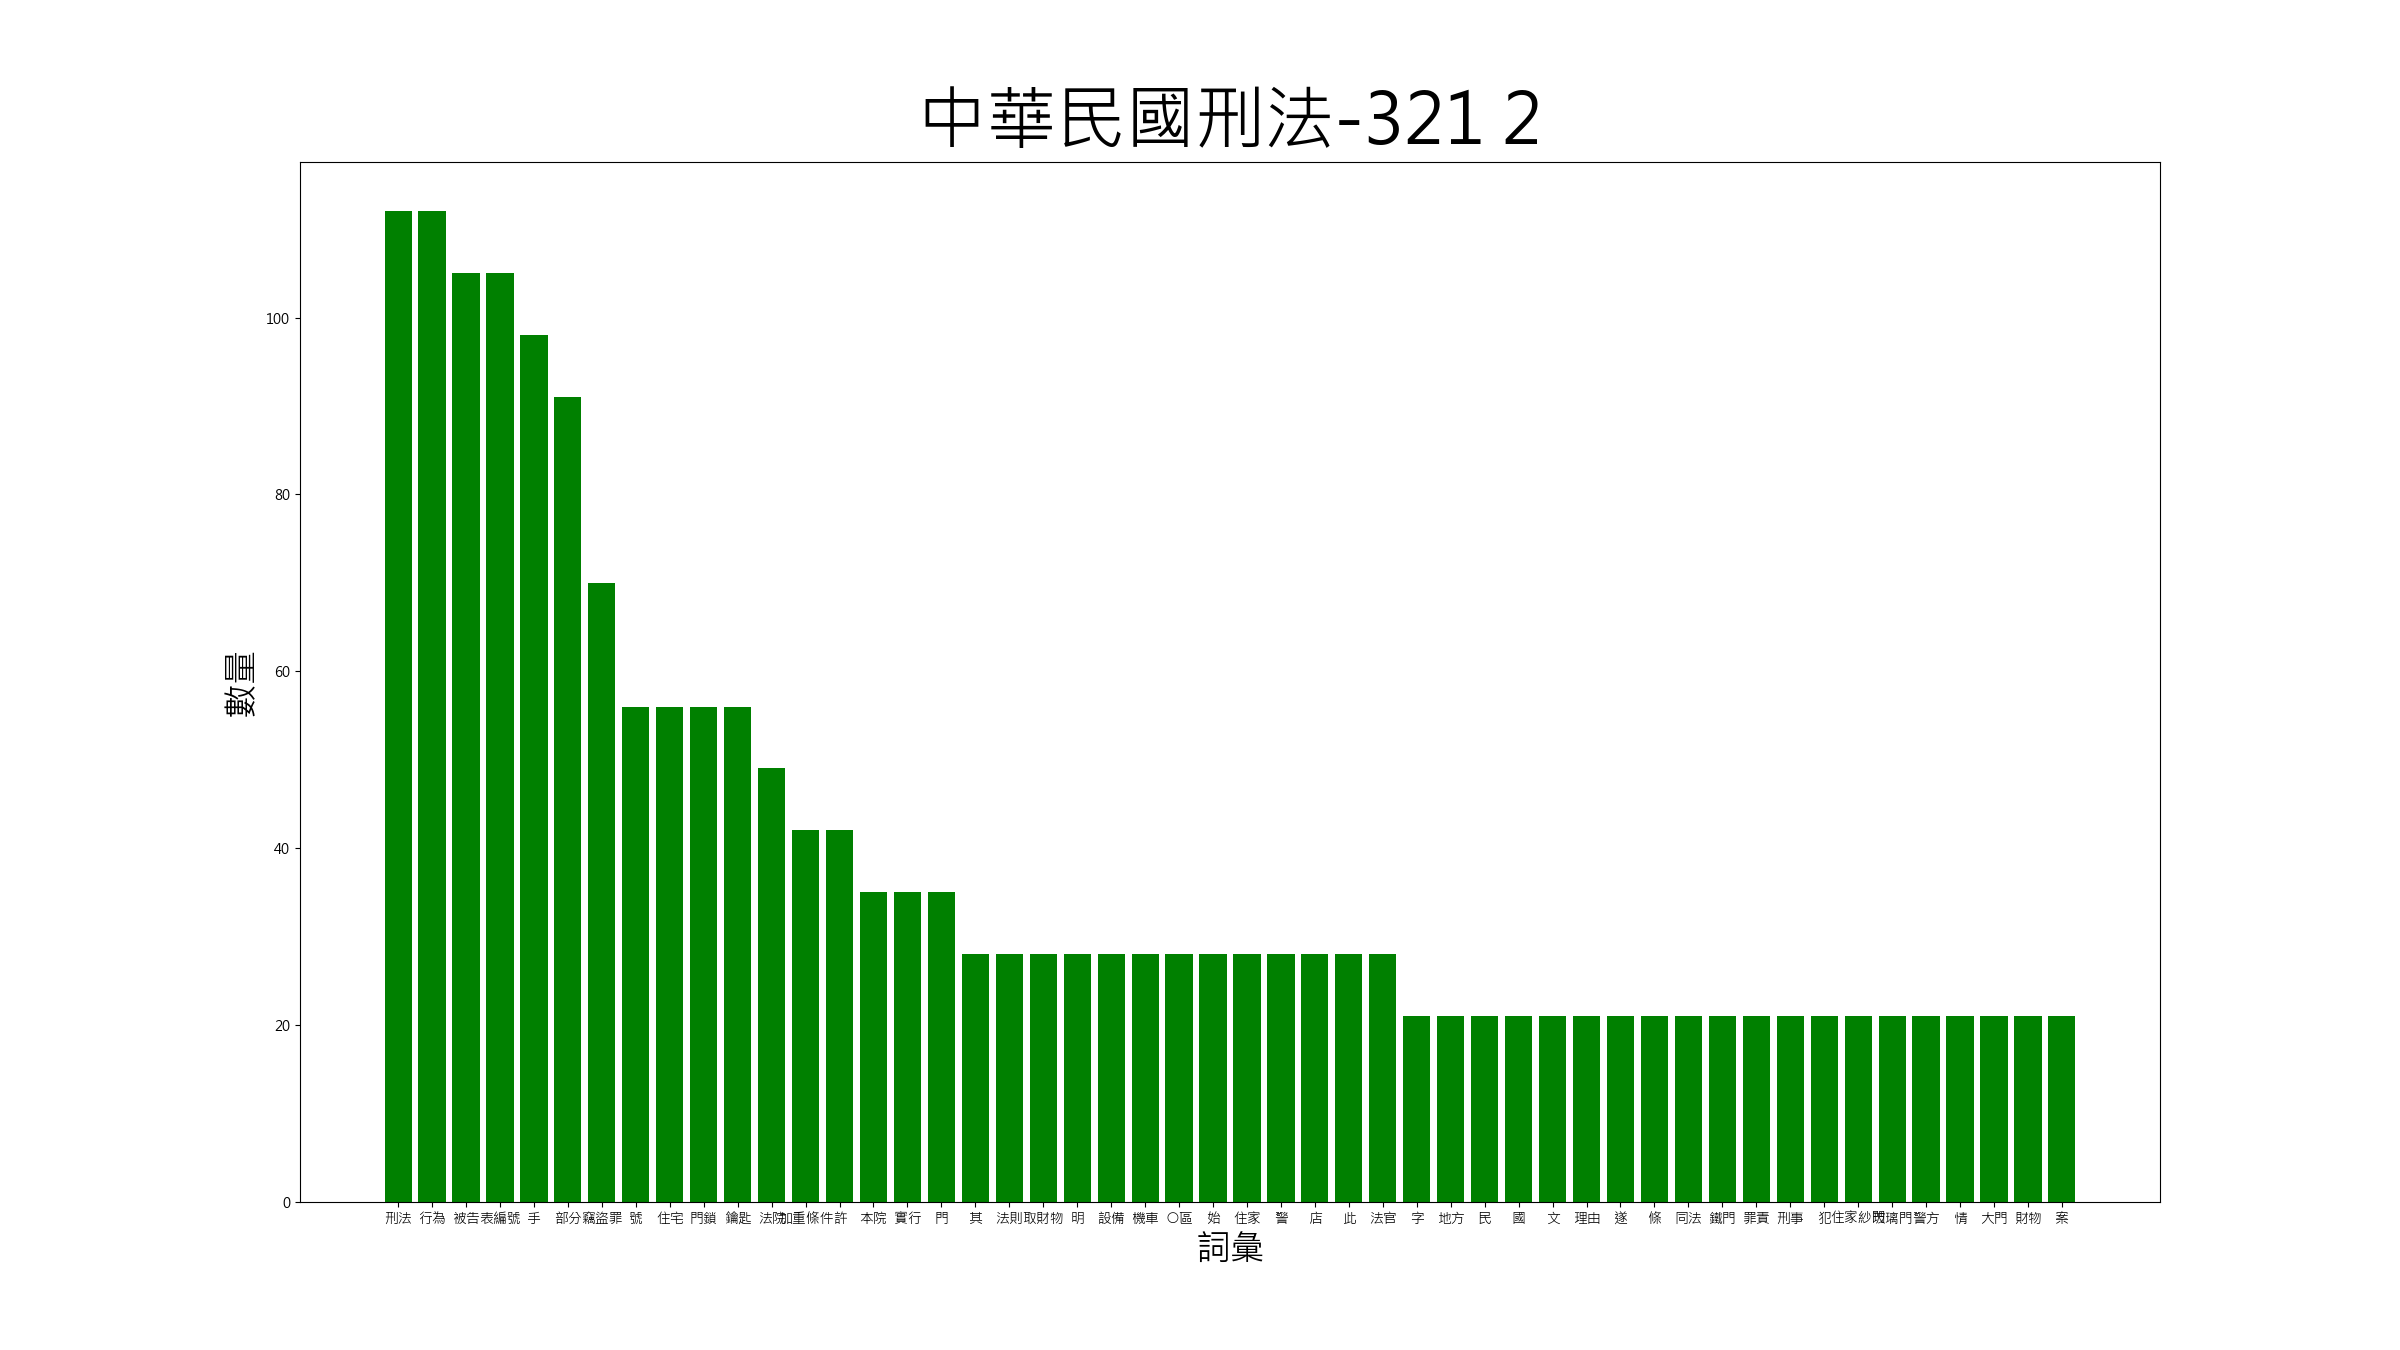 中華民國刑法-321 2
數量
100
80
60
40
20
0
刑法 行為 被告 表編號 手 部分 竊盜罪 號 住宅 門鎖 鑰匙 法院 加重條件 許 本院 實行 門 其 法則 取財物 明 設備 機車 〇區 始 住家 警 店 此 法官 字 地方 民 國 文 理由 遂 條 同法 鐵門 罪責 刑事 犯 住家紗門 玻璃門 警方 情 大門 財物 案
詞彙